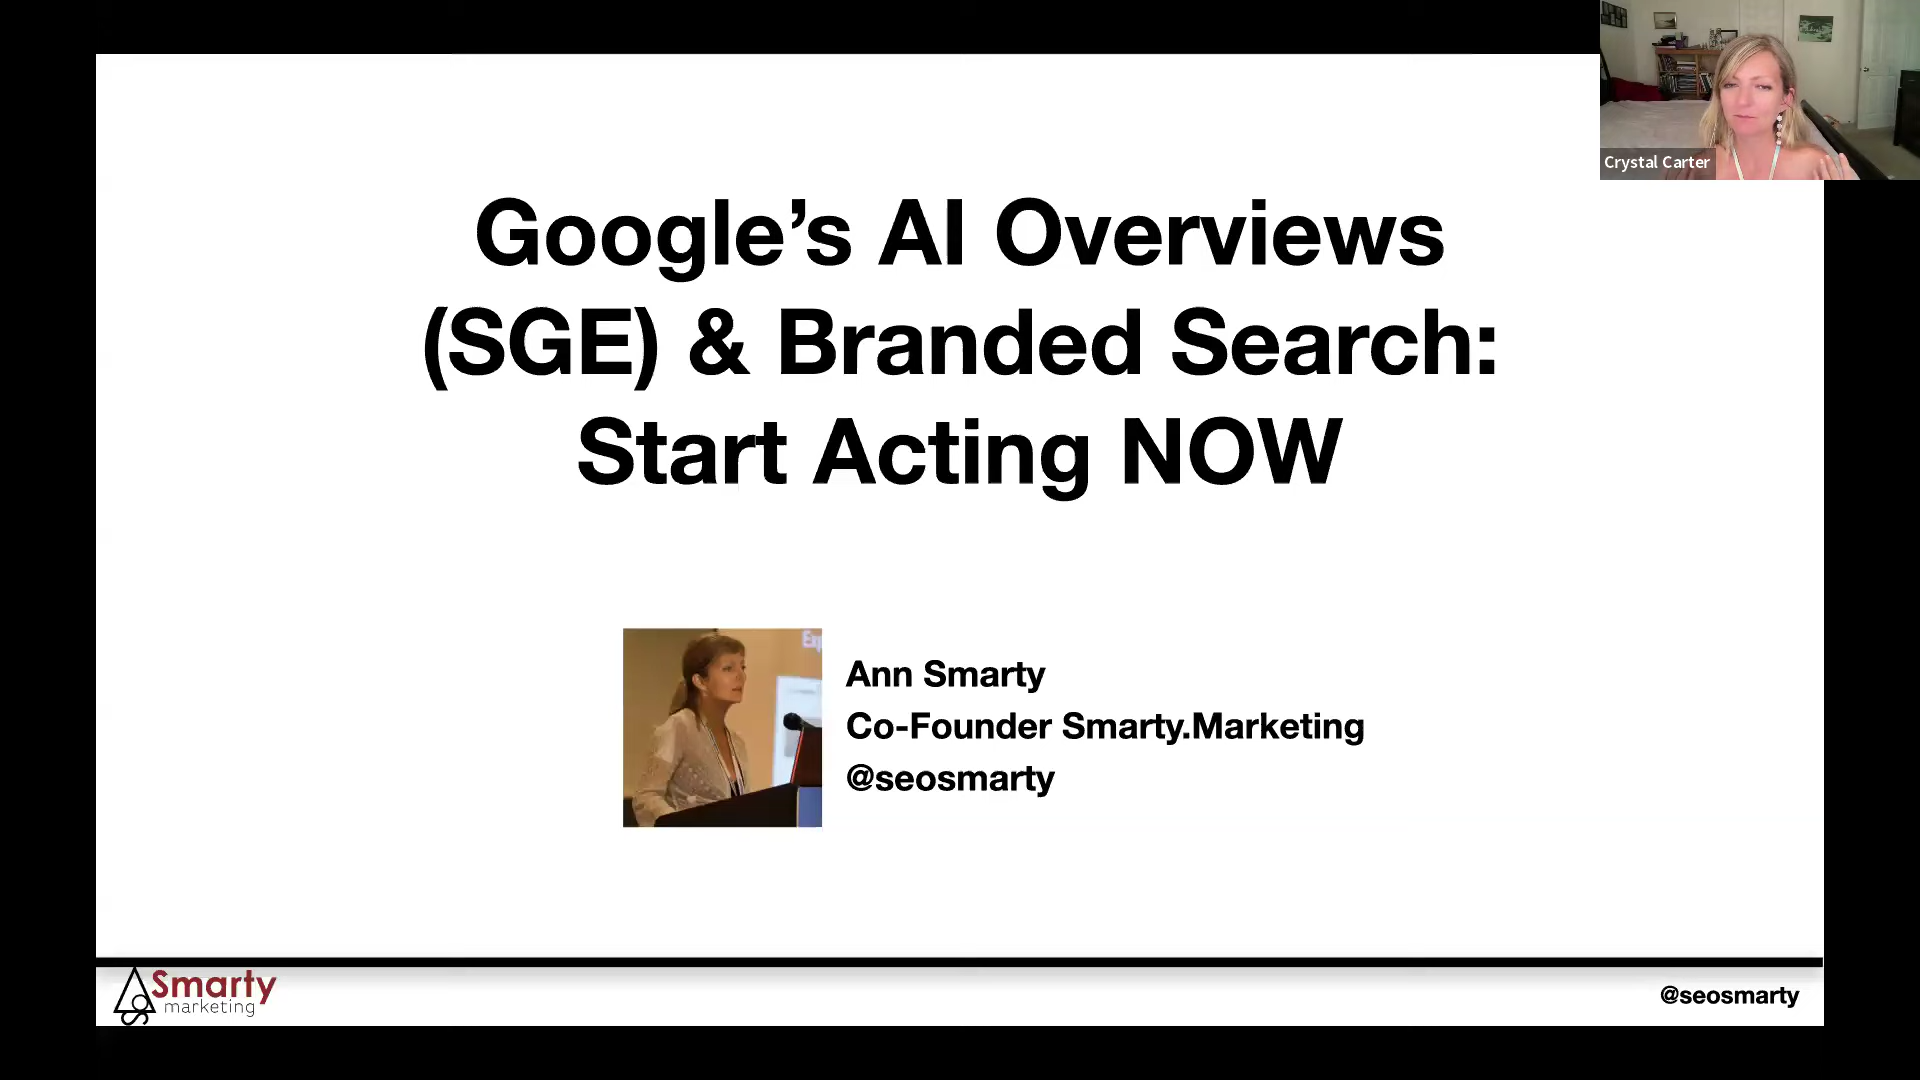 Crystal Carter
Google’s AI Overviews
(SGE) & Branded Search:
Start Acting NOW
Ann Smarty
Co-Founder Smarty.Marketing
@seosmarty
Smarty
marketing
@seosmarty